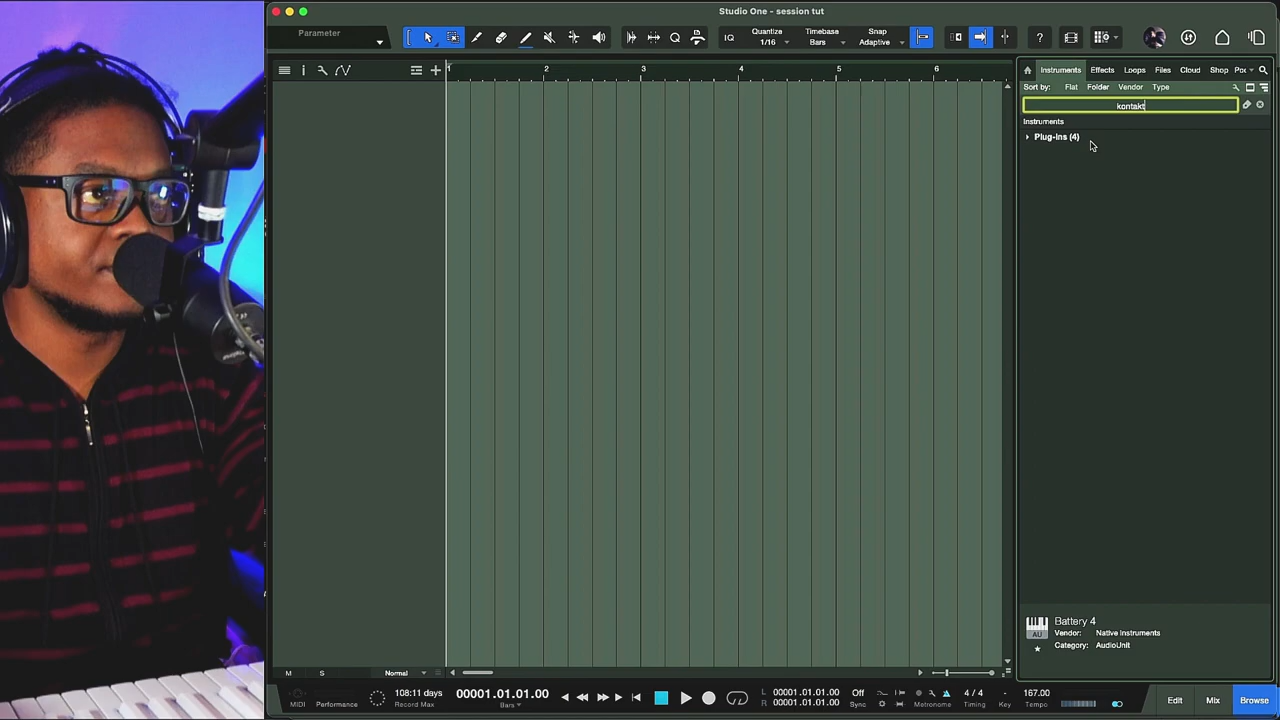 Studio One - session tut
Parameter
IQ
Quantize
1/16
Timebase
Bars
Snap
Adaptive
?
i
1
2
3
4
5
6
Instruments
Effects
Loops
Files
Cloud
Shop
Poo
Sort by:
Flat
Folder
Vendor
Type
kontakt
Instruments
Plug-Ins (4)
AU
Battery 4
Vendor: Native Instruments
Category: AudioUnit
M
S
Normal
MIDI
Performance
108:11 days
Record Max
00001.01.01.00
Bars
L 00001.01.01.00
R 00001.01.01.00
Off
Sync
Metronome
4 / 4
Timing
-
Key
167.00
Tempo
Edit
Mix
Browse